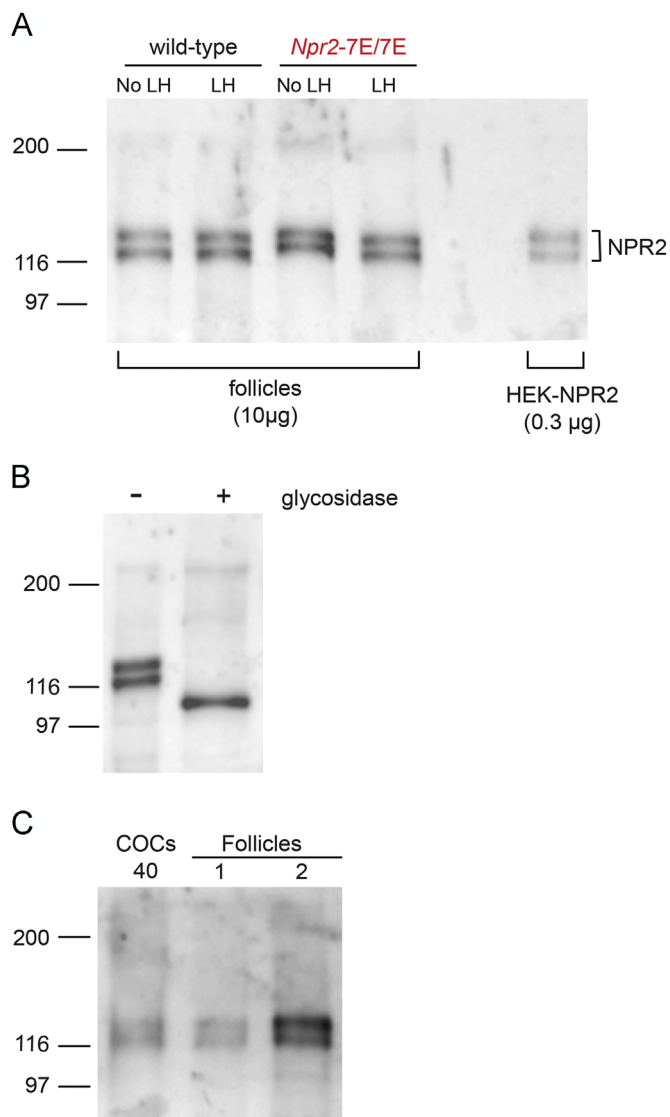 A
wild-type Npr2-7E/7E
No LH LH No LH LH
200
NPR2
116
97
follicles
(10µg)
HEK-NPR2
(0.3 µg)
B
- + glycosidase
200
116
97
C
COCs Follicles
40 1 2
200
116
97